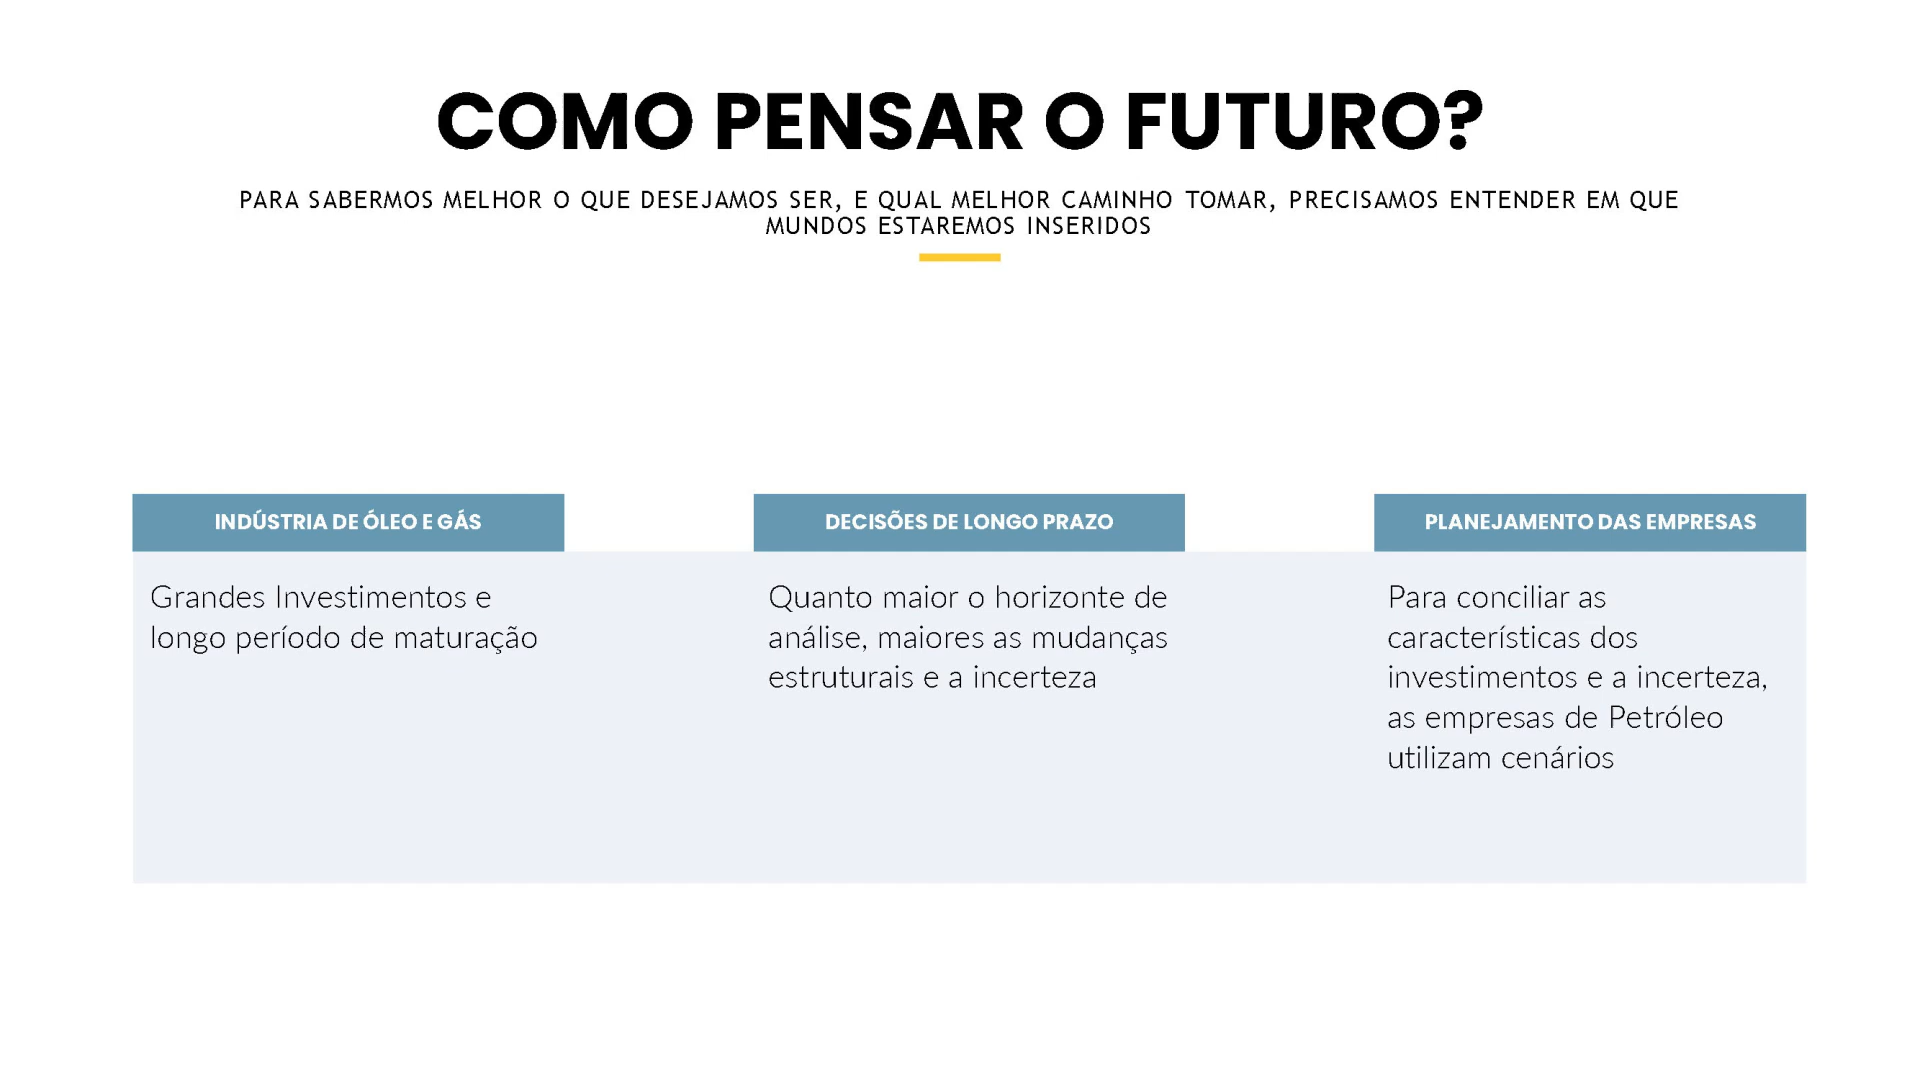 COMO PENSAR O FUTURO?
PARA SABERMOS MELHOR O QUE DESEJAMOS SER, E QUAL MELHOR CAMINHO TOMAR, PRECISAMOS ENTENDER EM QUE
MUNDOS ESTAREMOS INSERIDOS
INDÚSTRIA DE ÓLEO E GÁS
Grandes Investimentos e
longo período de maturação
DECISÕES DE LONGO PRAZO
Quanto maior o horizonte de
análise, maiores as mudanças
estruturais e a incerteza
PLANEJAMENTO DAS EMPRESAS
Para conciliar as
características dos
investimentos e a incerteza,
as empresas de Petróleo
utilizam cenários